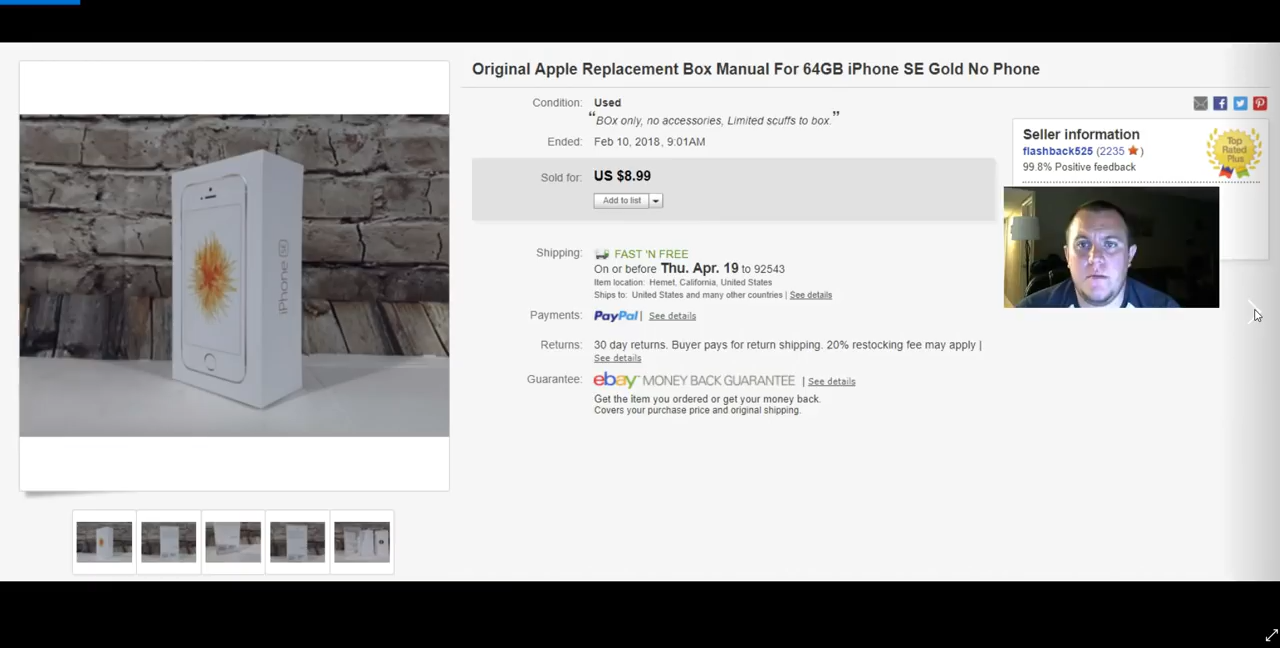 Original Apple Replacement Box Manual For 64GB iPhone SE Gold No Phone
Condition: Used
“BOx only, no accessories, Limited scuffs to box.”
Ended: Feb 10, 2018, 9:01AM
Sold for: US $8.99
Add to list
Shipping: FAST 'N FREE
On or before Thu. Apr. 19 to 92543
Item location: Hemet, California, United States
Ships to: United States and many other countries | See details
Payments: PayPal | See details
Returns: 30 day returns. Buyer pays for return shipping. 20% restocking fee may apply |
See details
Guarantee: ebay MONEY BACK GUARANTEE | See details
Get the item you ordered or get your money back.
Covers your purchase price and original shipping.
Seller information
flashback525 (2235 ★ )
99.8% Positive feedback
Top
Rated
Plus
iPhone SE